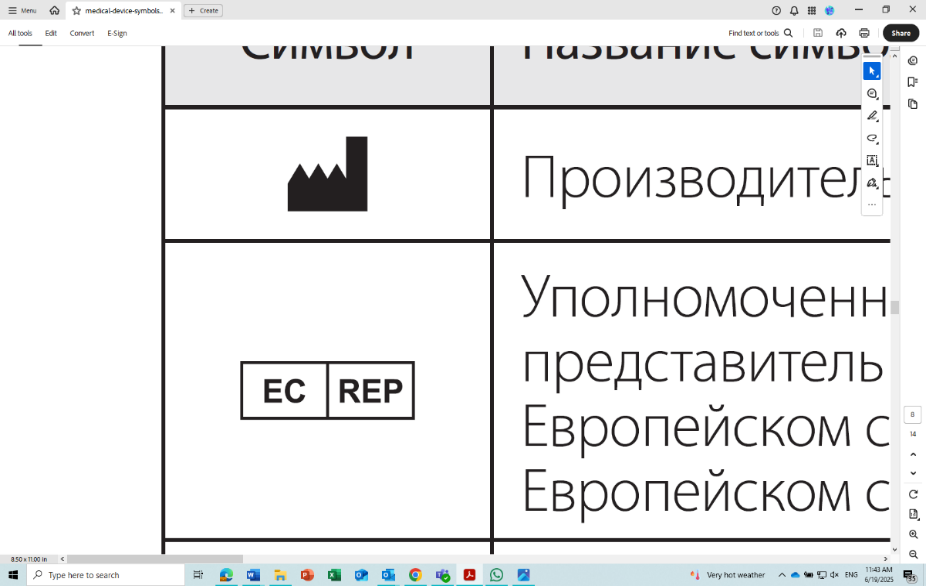 Menu
medical-device-symbols...
Create
All tools
Edit
Convert
E-Sign
Find text or tools
Share
Символ
Название симво
Производитель
EC REP
Уполномоченн
представитель
Европейском с
Европейском с
8
14
8.50 x 11.00 in
Type here to search
Very hot weather
ENG
11:43 AM
6/19/2025